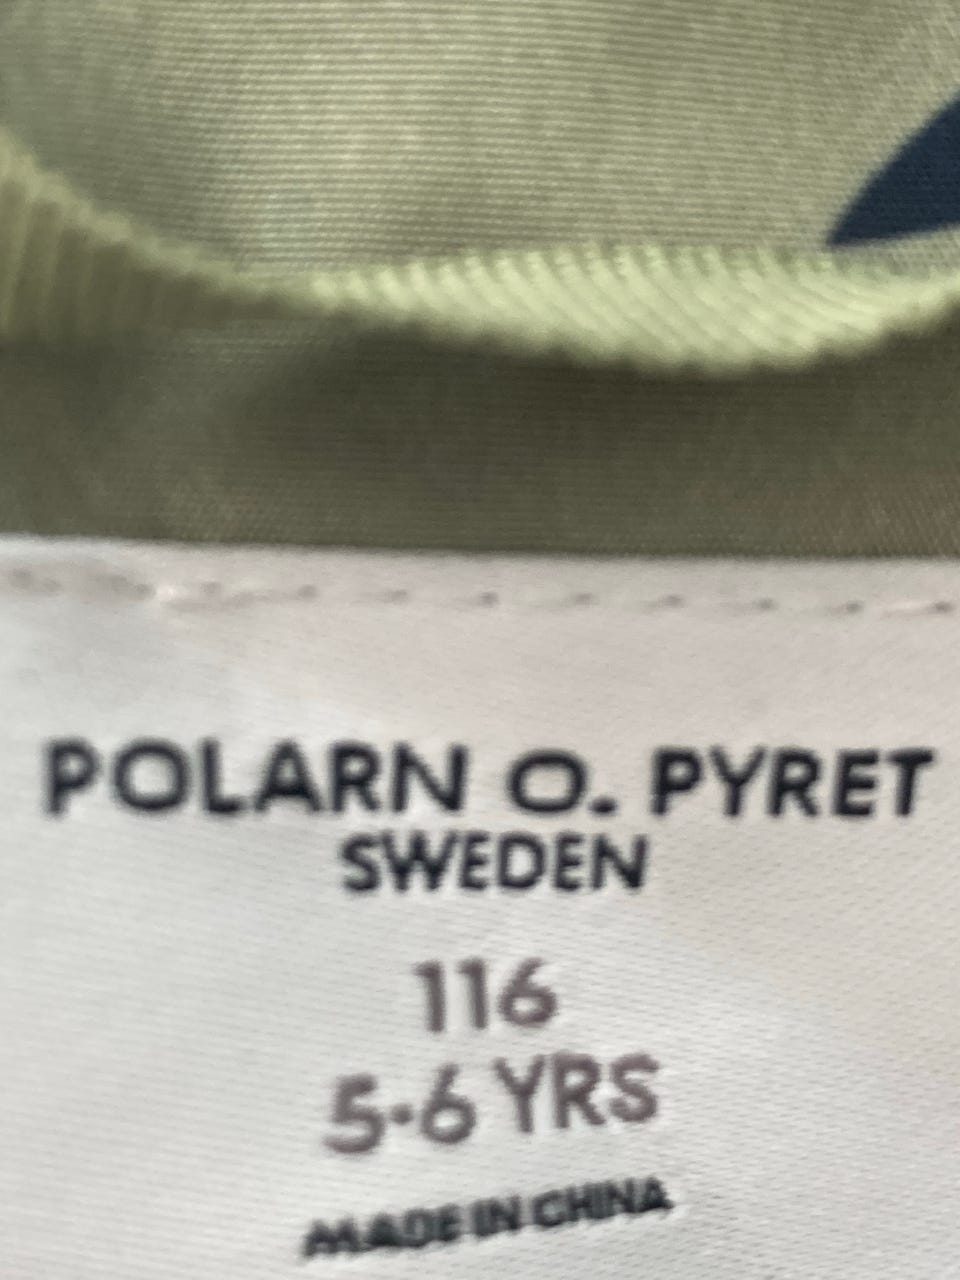 POLARN O. PYRET
SWEDEN
116
5-6 YRS
MADE IN CHINA